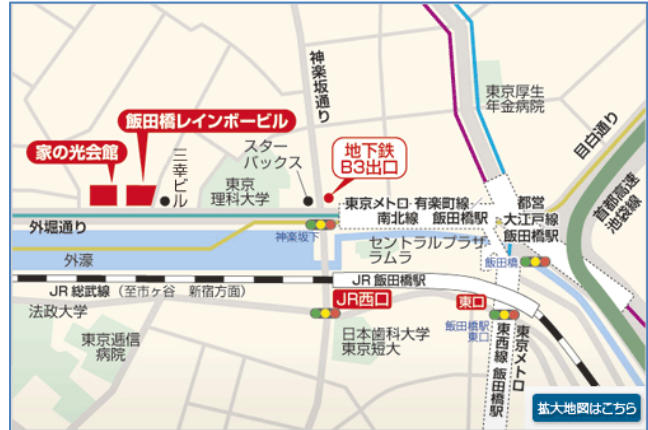 神楽坂通り
東京厚生
年金病院
目白通り
飯田橋レインボービル
家の光会館
三幸ビル
スター
バックス
地下鉄
B3出口
東京
理科大学
東京メトロ・有楽町線
南北線 飯田橋駅
都営
大江戸線
飯田橋駅
首都高速
池袋線
外堀通り
神楽坂下
セントラルプラザ
ラムラ
飯田橋
外濠
JR 飯田橋駅
JR 総武線（至市ヶ谷 新宿方面）
JR西口
東口
法政大学
飯田橋駅
東口
東京逓信
病院
日本歯科大学
東京短大
東京メトロ
東西線 飯田橋駅
拡大地図はこちら